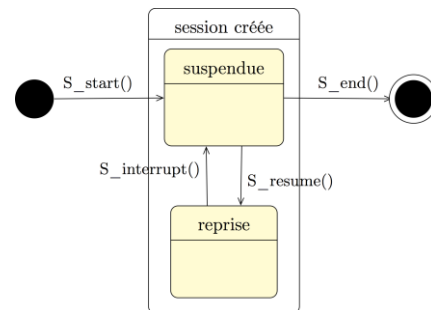 session créée
suspendue
S_start()
S_end()
S_interrupt()
S_resume()
reprise